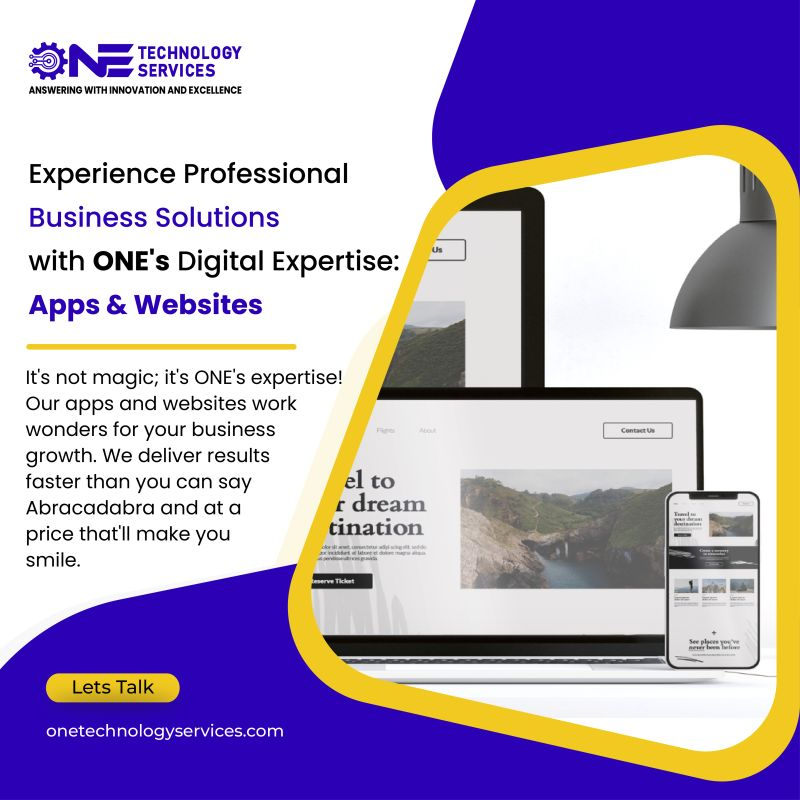 ONE TECHNOLOGY
SERVICES
ANSWERING WITH INNOVATION AND EXCELLENCE
Experience Professional
Business Solutions
with ONE's Digital Expertise:
Apps & Websites
It's not magic; it's ONE's expertise!
Our apps and websites work
wonders for your business
growth. We deliver results
faster than you can say
Abracadabra and at a
price that'll make you
smile.
Us
Flights About Contact Us
el to
r dream
tination
Reserve Ticket
Travel to
your dream
destination
See places you've
never been before
Lets Talk
onetechnologyservices.com